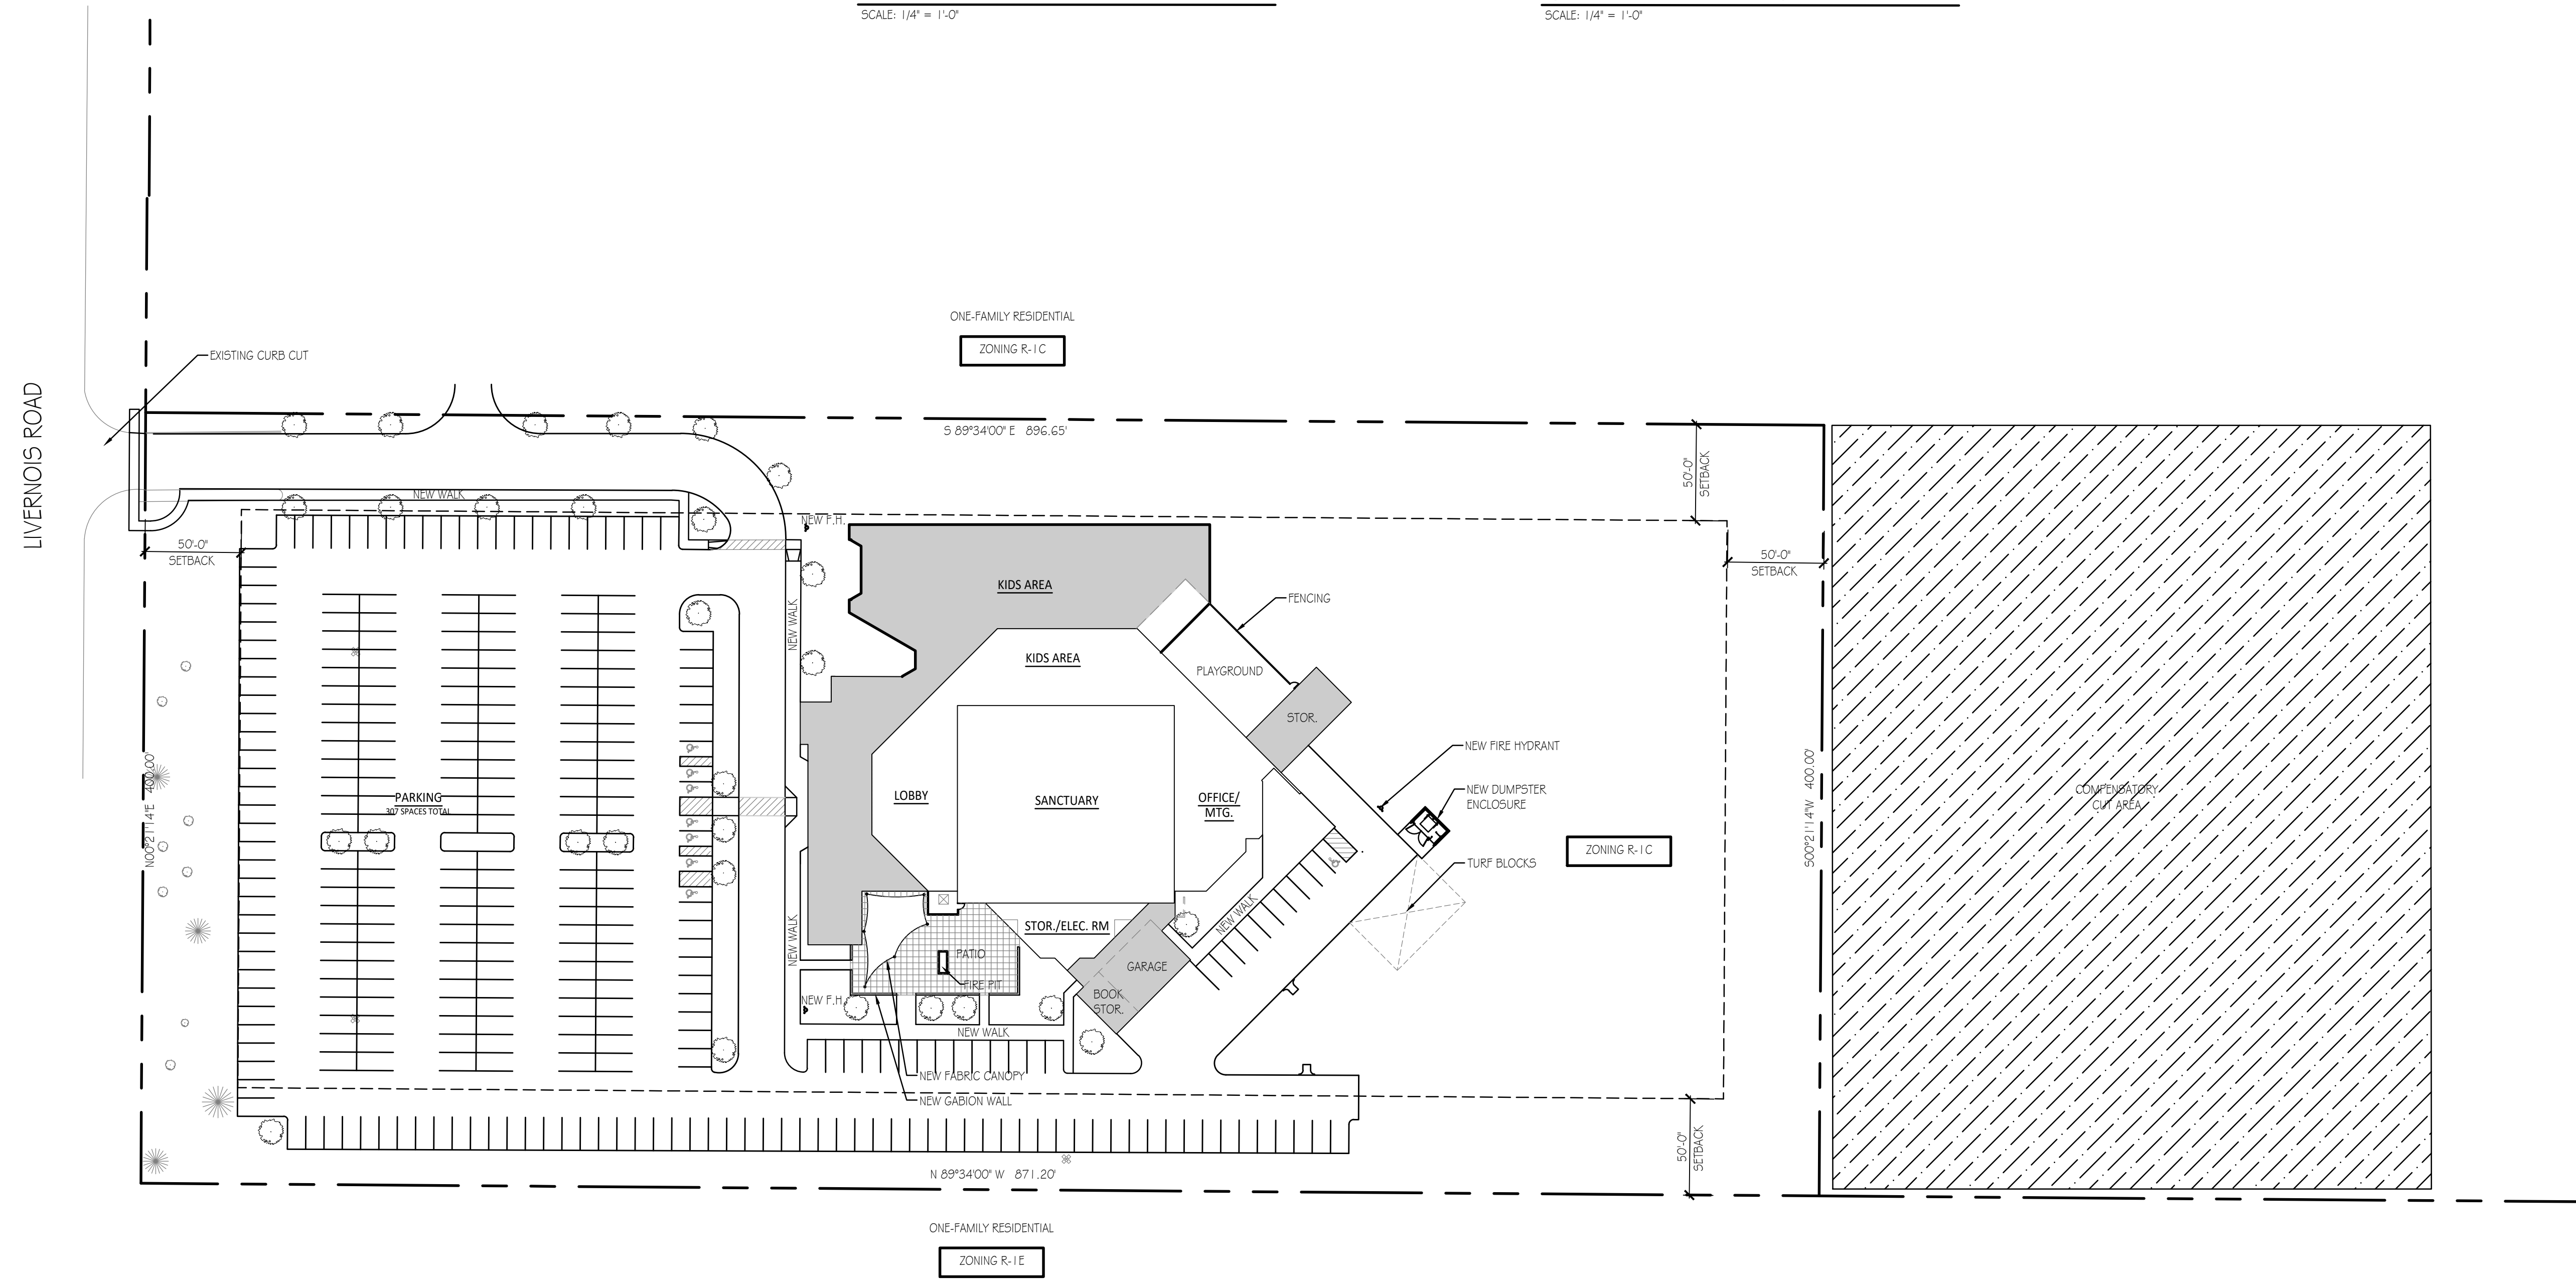 SCALE: 1/4" = 1'-0"
SCALE: 1/4" = 1'-0"
ONE-FAMILY RESIDENTIAL
ZONING R-1C
EXISTING CURB CUT
LIVERNOIS ROAD
S 89°34'00" E 896.65'
50'-0"
SETBACK
NEW WALK
NEW F.H.
50'-0"
SETBACK
50'-0"
SETBACK
KIDS AREA
FENCING
NEW WALK
KIDS AREA
PLAYGROUND
STOR.
NEW FIRE HYDRANT
N00°21'14"E 400.00'
S00°21'14"W 400.00'
NEW DUMPSTER
ENCLOSURE
COMPENSATORY
CUT AREA
PARKING
307 SPACES TOTAL
LOBBY
SANCTUARY
OFFICE/
MTG.
ZONING R-1C
TURF BLOCKS
NEW WALK
NEW WALK
STOR./ELEC. RM
PATIO
GARAGE
FIRE PIT
BOOK
STOR.
NEW F.H.
NEW WALK
NEW FABRIC CANOPY
NEW GABION WALL
50'-0"
SETBACK
N 89°34'00" W 871.20'
ONE-FAMILY RESIDENTIAL
ZONING R-1E